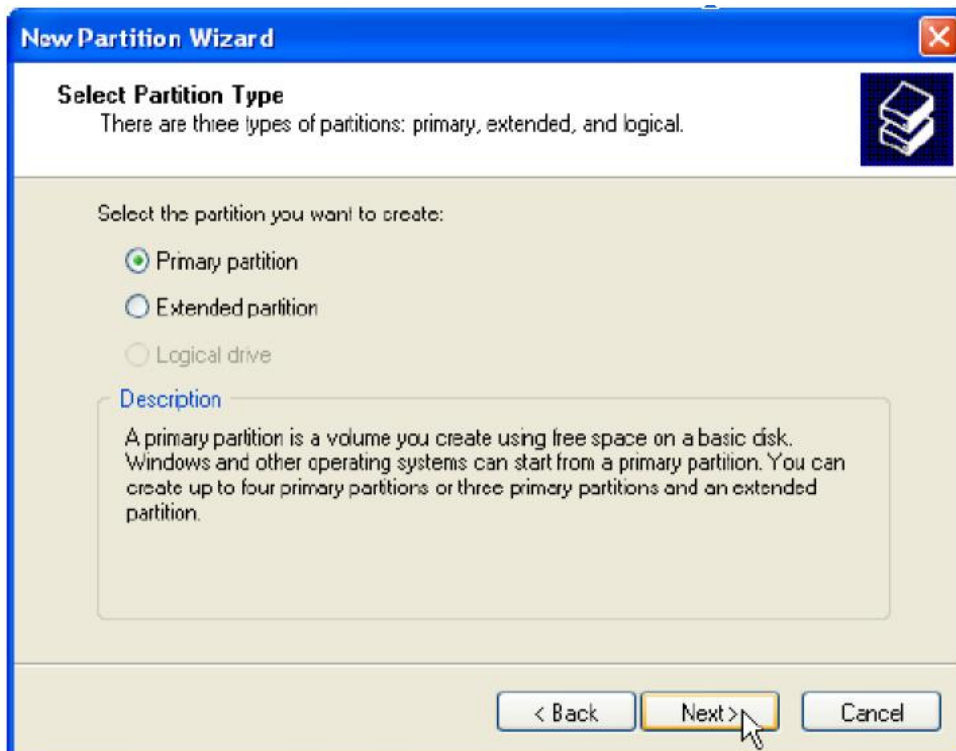 New Partition Wizard
Select Partition Type
There are three types of partitions: primary, extended, and logical.
Select the partition you want to create:
Primary partition
Extended partition
Logical drive
Description
A primary partition is a volume you create using free space on a basic disk.
Windows and other operating systems can start from a primary partition. You can
create up to four primary partitions or three primary partitions and an extended
partition.
< Back
Next >
Cancel